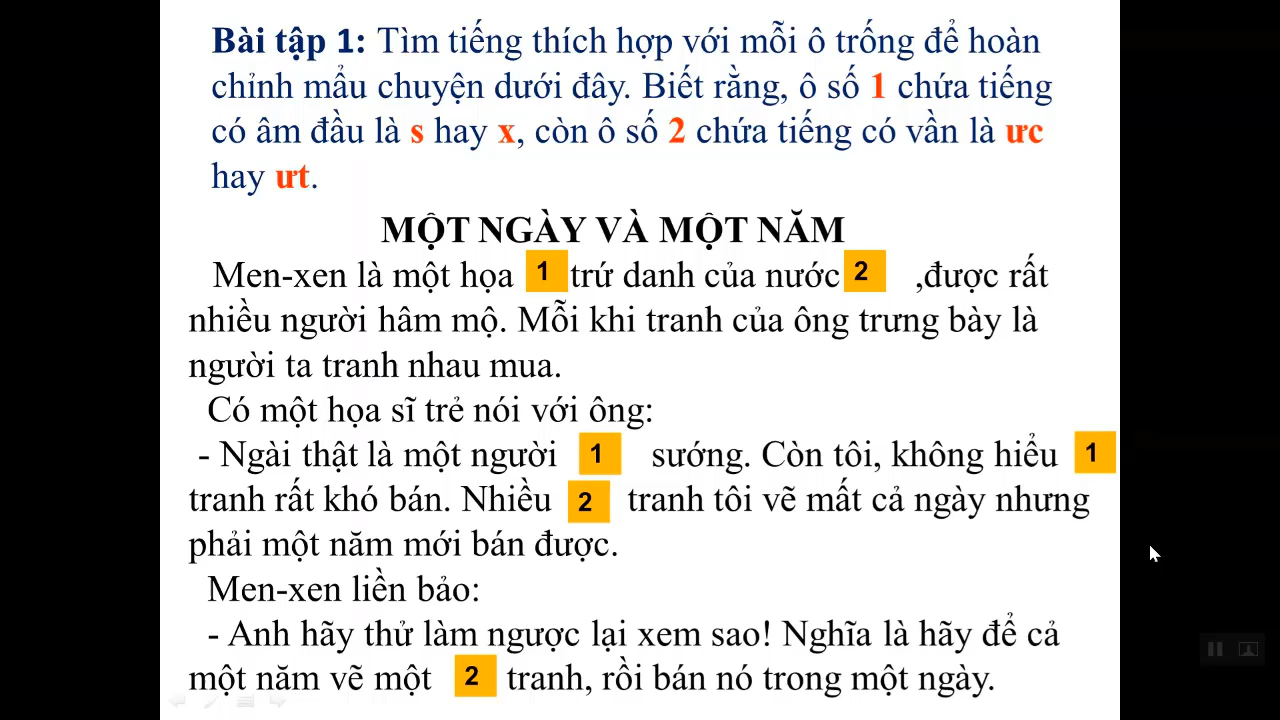 Bài tập 1: Tìm tiếng thích hợp với mỗi ô trống để hoàn
chỉnh mẩu chuyện dưới đây. Biết rằng, ô số 1 chứa tiếng
có âm đầu là s hay x, còn ô số 2 chứa tiếng có vần là ưc
hay ưt.
MỘT NGÀY VÀ MỘT NĂM
Men-xen là một họa 1 trứ danh của nước 2 ,được rất
nhiều người hâm mộ. Mỗi khi tranh của ông trưng bày là
người ta tranh nhau mua.
Có một họa sĩ trẻ nói với ông:
- Ngài thật là một người 1 sướng. Còn tôi, không hiểu 1
tranh rất khó bán. Nhiều 2 tranh tôi vẽ mất cả ngày nhưng
phải một năm mới bán được.
Men-xen liền bảo:
- Anh hãy thử làm ngược lại xem sao! Nghĩa là hãy để cả
một năm vẽ một 2 tranh, rồi bán nó trong một ngày.